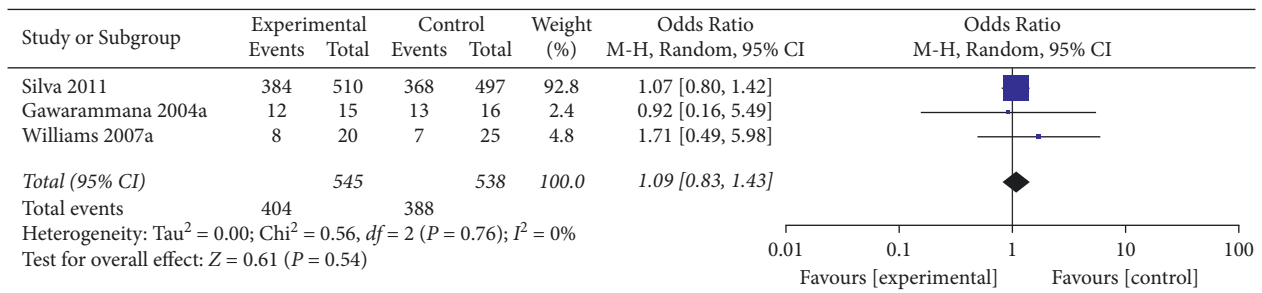 Study or Subgroup Experimental Control Weight Odds Ratio Odds Ratio
Events Total Events Total (%) M-H, Random, 95% CI M-H, Random, 95% CI
Silva 2011 384 510 368 497 92.8 1.07 [0.80, 1.42]
Gawarammana 2004a 12 15 13 16 2.4 0.92 [0.16, 5.49]
Williams 2007a 8 20 7 25 4.8 1.71 [0.49, 5.98]
Total (95% CI) 545 538 100.0 1.09 [0.83, 1.43]
Total events 404 388
Heterogeneity: Tau² = 0.00; Chi² = 0.56, df = 2 (P = 0.76); I² = 0%
Test for overall effect: Z = 0.61 (P = 0.54)
0.01 0.1 1 10 100
Favours [experimental] Favours [control]